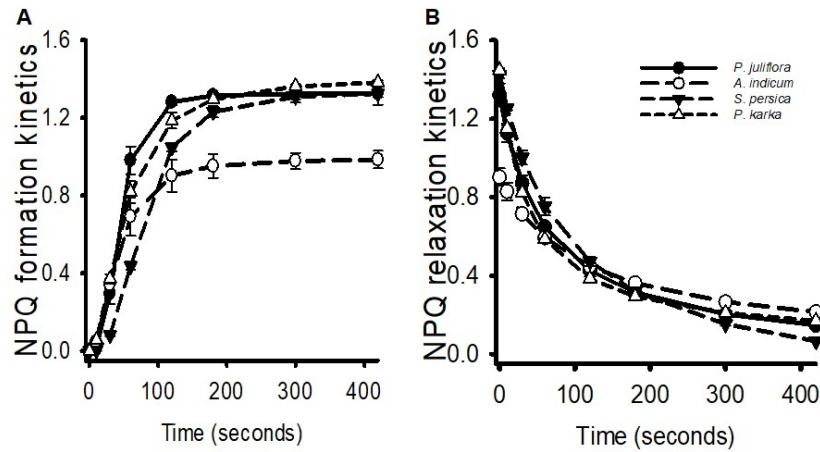 A
NPQ formation kinetics
1.6
1.2
0.8
0.4
0.0
0 100 200 300 400
Time (seconds)
B
NPQ relaxation kinetics
1.6
1.2
0.8
0.4
0.0
0 100 200 300 400
Time (seconds)
P. juliflora
A. indicum
S. persica
P. karka